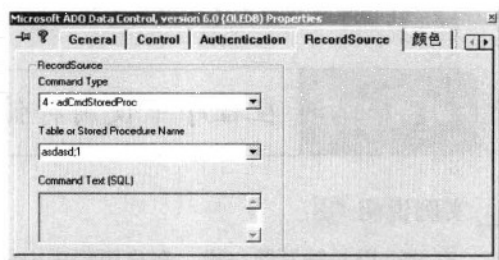 Microsoft ADO Data Control, version 6.0 (OLEDB) Properties
General Control Authentication RecordSource 颜色
RecordSource
Command Type
4 - adCmdStoredProc
Table or Stored Procedure Name
asdasd;1
Command Text (SQL)